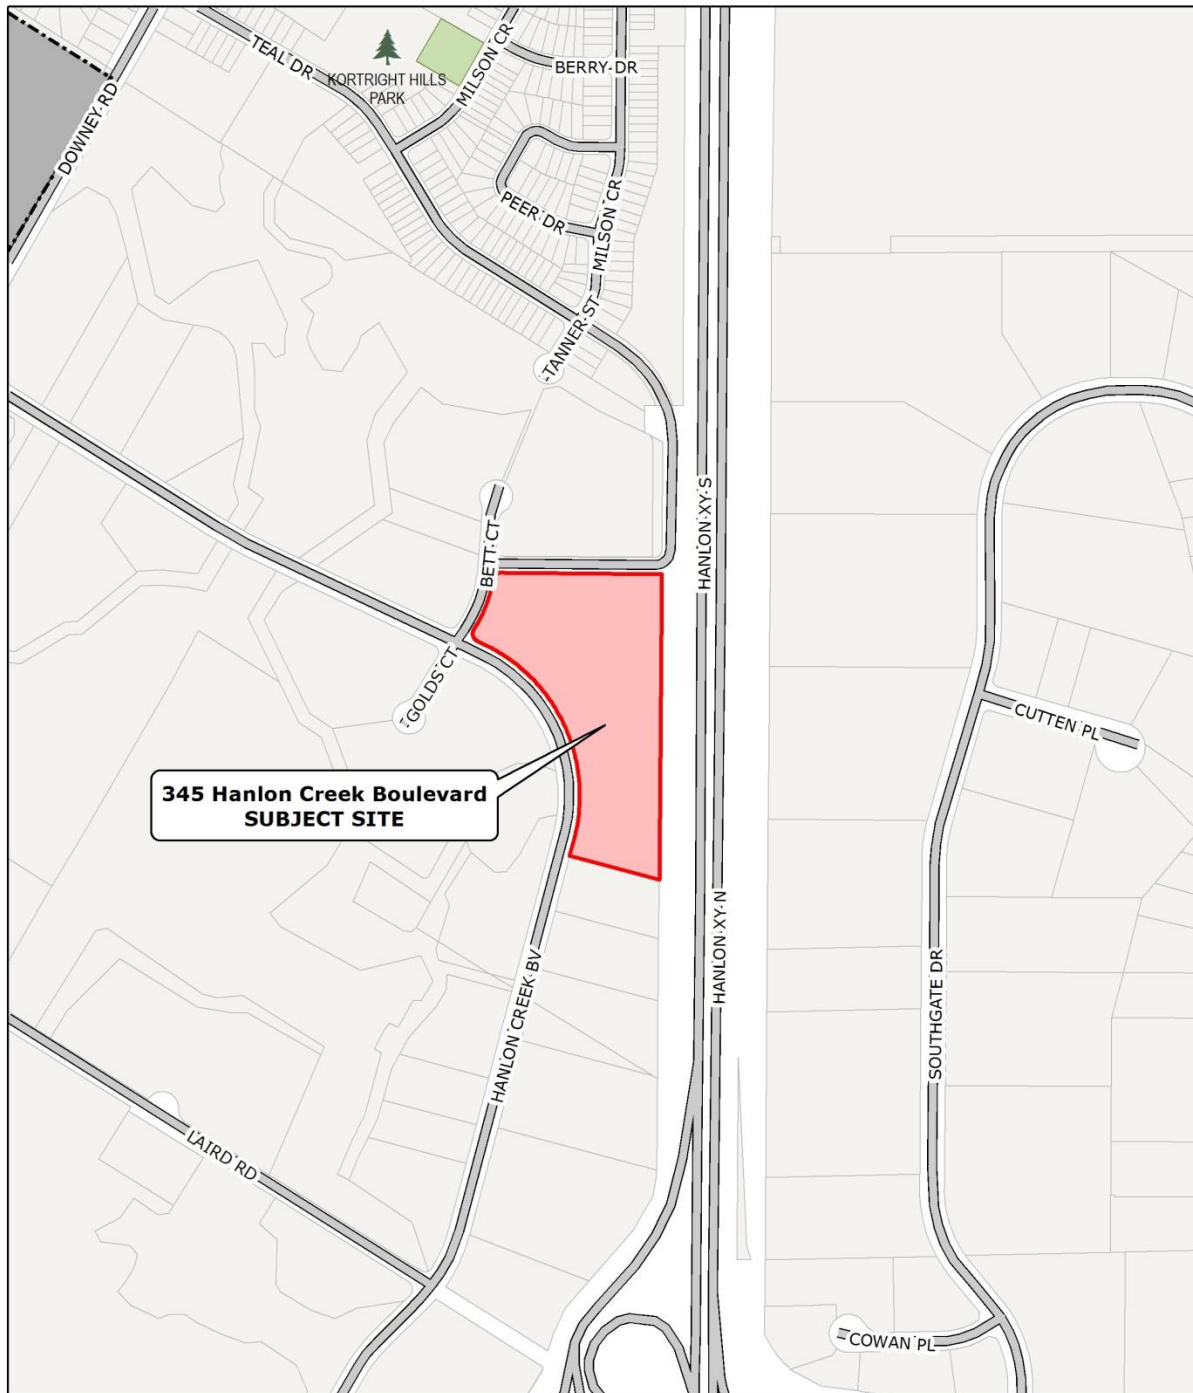 TEAL DR
KORTRIGHT HILLS
PARK
MILSON CR
BERRY DR
DOWNEY RD
PEER DR
MILSON CR
TANNER ST
HANLON XY S
BETT CT
GOLDS CT
CUTTEN PL
345 Hanlon Creek Boulevard
SUBJECT SITE
HANLON XY N
HANLON CREEK BV
SOUTHGATE DR
LAIRD RD
COWAN PL